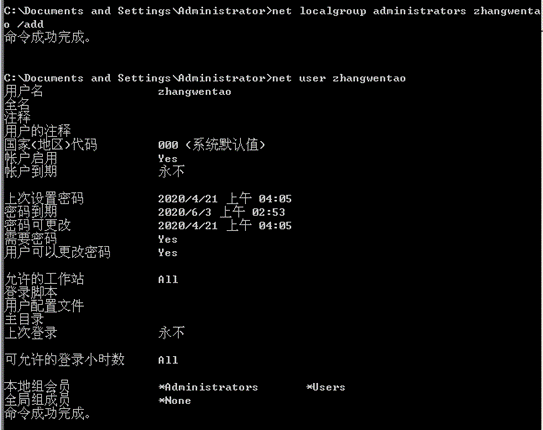 C:\Documents and Settings\Administrator>net localgroup administrators zhangwenta
o /add
命令成功完成。
C:\Documents and Settings\Administrator>net user zhangwentao
用户名 zhangwentao
全名
注释
用户的注释
国家(地区)代码 000 (系统默认值)
帐户启用 Yes
帐户到期 永不
上次设置密码 2020/4/21 上午 04:05
密码到期 2020/6/3 上午 02:53
密码可更改 2020/4/21 上午 04:05
需要密码 Yes
用户可以更改密码 Yes
允许的工作站 All
登录脚本
用户配置文件
主目录
上次登录 永不
可允许的登录小时数 All
本地组会员 *Administrators *Users
全局组成员 *None
命令成功完成。